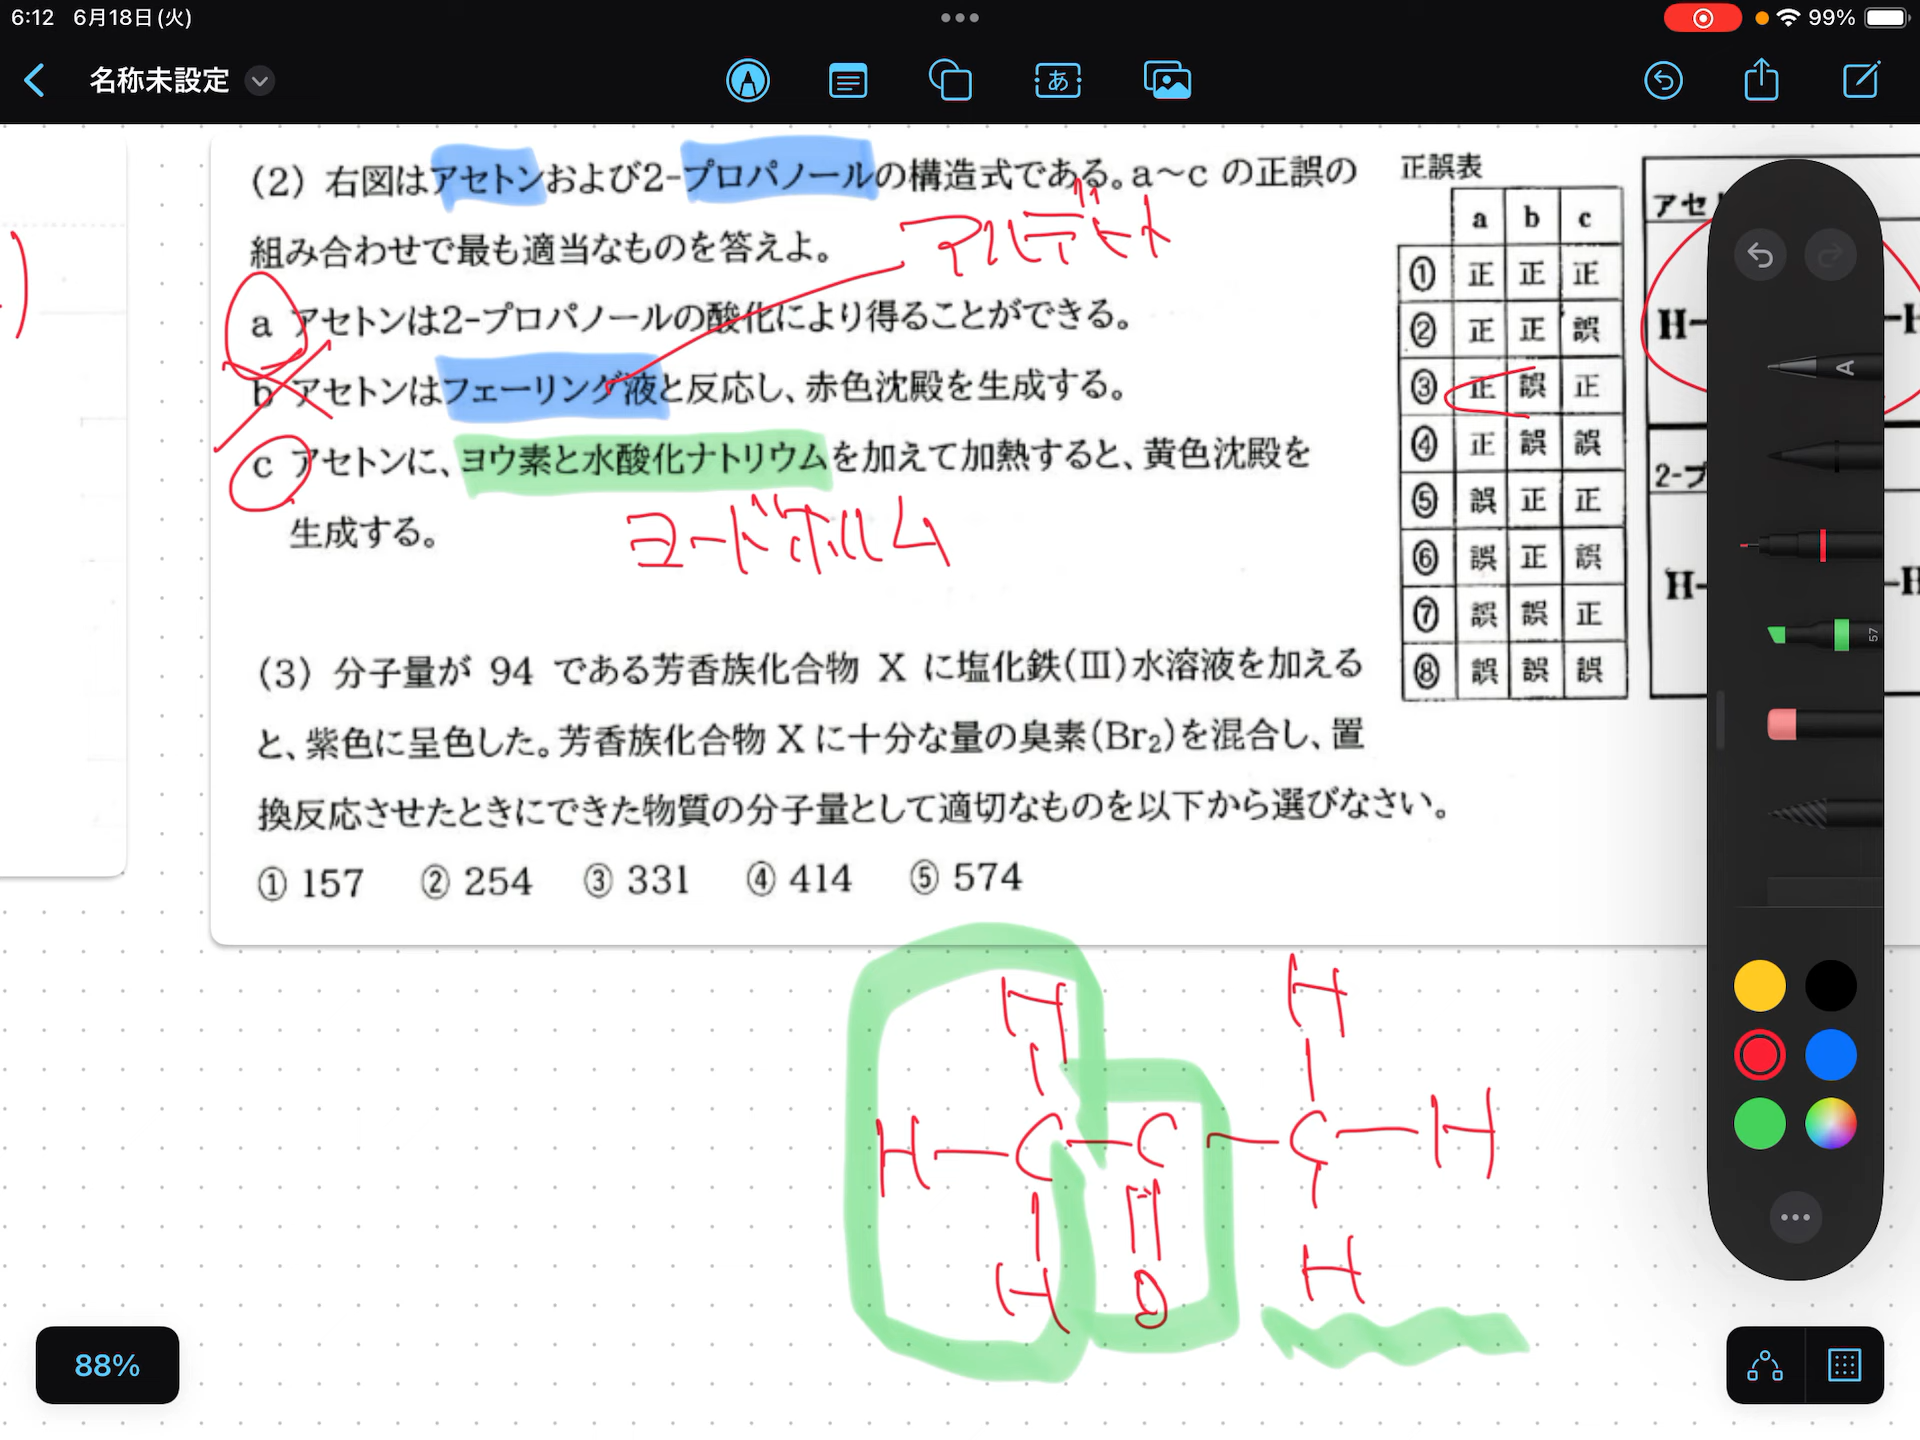 6:12 6月18日(火)
99%
名称未設定
あ
(2) 右図はアセトンおよび2-プロパノールの構造式である。a～c の正誤の
組み合わせで最も適当なものを答えよ。
アルデヒト
a アセトンは2-プロパノールの酸化により得ることができる。
b アセトンはフェーリング液と反応し、赤色沈殿を生成する。
c アセトンに、ヨウ素と水酸化ナトリウムを加えて加熱すると、黄色沈殿を
生成する。
ヨードホルム
正誤表
a b c
① 正 正 正
② 正 正 誤
③ 正 誤 正
④ 正 誤 誤
⑤ 誤 正 正
⑥ 誤 正 誤
⑦ 誤 誤 正
⑧ 誤 誤 誤
アセ
H-
-H
2-プ
H-
-H
A
57
(3) 分子量が 94 である芳香族化合物 X に塩化鉄(Ⅲ)水溶液を加える
と、紫色に呈色した。芳香族化合物 X に十分な量の臭素(Br₂)を混合し、置
換反応させたときにできた物質の分子量として適切なものを以下から選びなさい。
① 157 ② 254 ③ 331 ④ 414 ⑤ 574
H H
H-C-C-C-H
H O H
88%